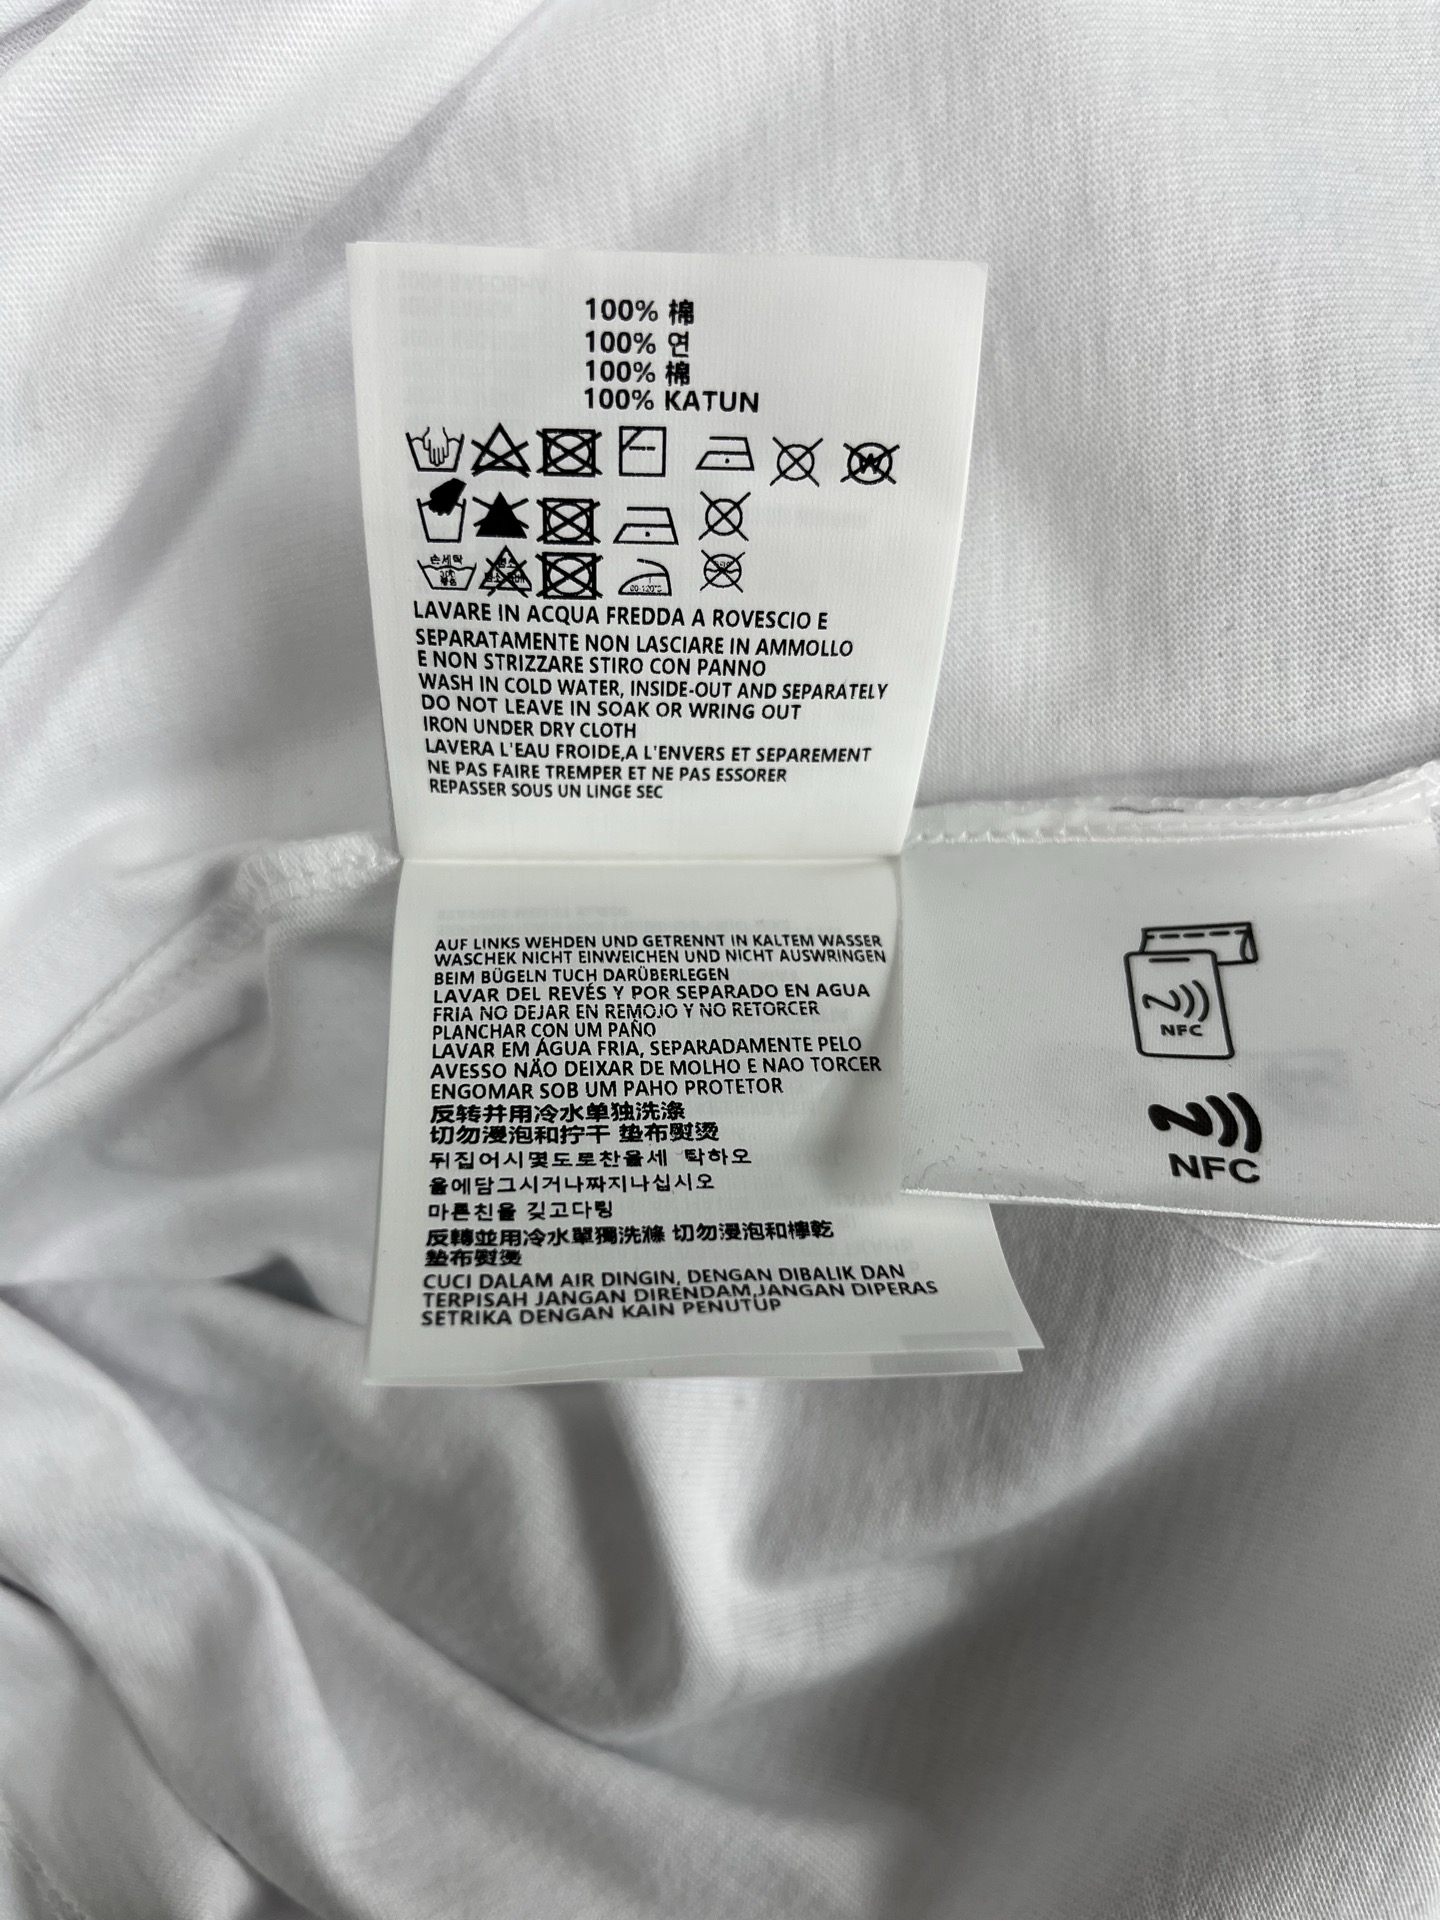 100% 棉
100% 연
100% 棉
100% KATUN
손세탁
LAVARE IN ACQUA FREDDA A ROVESCIO E
SEPARATAMENTE NON LASCIARE IN AMMOLLO
E NON STRIZZARE STIRO CON PANNO
WASH IN COLD WATER, INSIDE-OUT AND SEPARATELY
DO NOT LEAVE IN SOAK OR WRING OUT
IRON UNDER DRY CLOTH
LAVERA L'EAU FROIDE,A L'ENVERS ET SEPAREMENT
NE PAS FAIRE TREMPER ET NE PAS ESSORER
REPASSER SOUS UN LINGE SEC
AUF LINKS WEHDEN UND GETRENNT IN KALTEM WASSER
WASCHEK NICHT EINWEICHEN UND NICHT AUSWRINGEN
BEIM BÜGELN TUCH DARÜBERLEGEN
LAVAR DEL REVÉS Y POR SEPARADO EN AGUA
FRIA NO DEJAR EN REMOJO Y NO RETORCER
PLANCHAR CON UM PAÑO
LAVAR EM ÁGUA FRIA, SEPARADAMENTE PELO
AVESSO NÄO DEIXAR DE MOLHO E NAO TORCER
ENGOMAR SOB UM PAHO PROTETOR
反转井用冷水单独洗涤
切勿浸泡和拧干 垫布熨烫
뒤집어시몇도로찬울세 탁하오
울에담그시거나짜지나십시오
마른친울 깆고다링
反轉並用冷水單獨洗滌 切勿浸泡和擰乾
墊布熨燙
CUCI DALAM AIR DINGIN, DENGAN DIBALIK DAN
TERPISAH JANGAN DIRENDAM,JANGAN DIPERAS
SETRIKA DENGAN KAIN PENUTUP
NFC
NFC